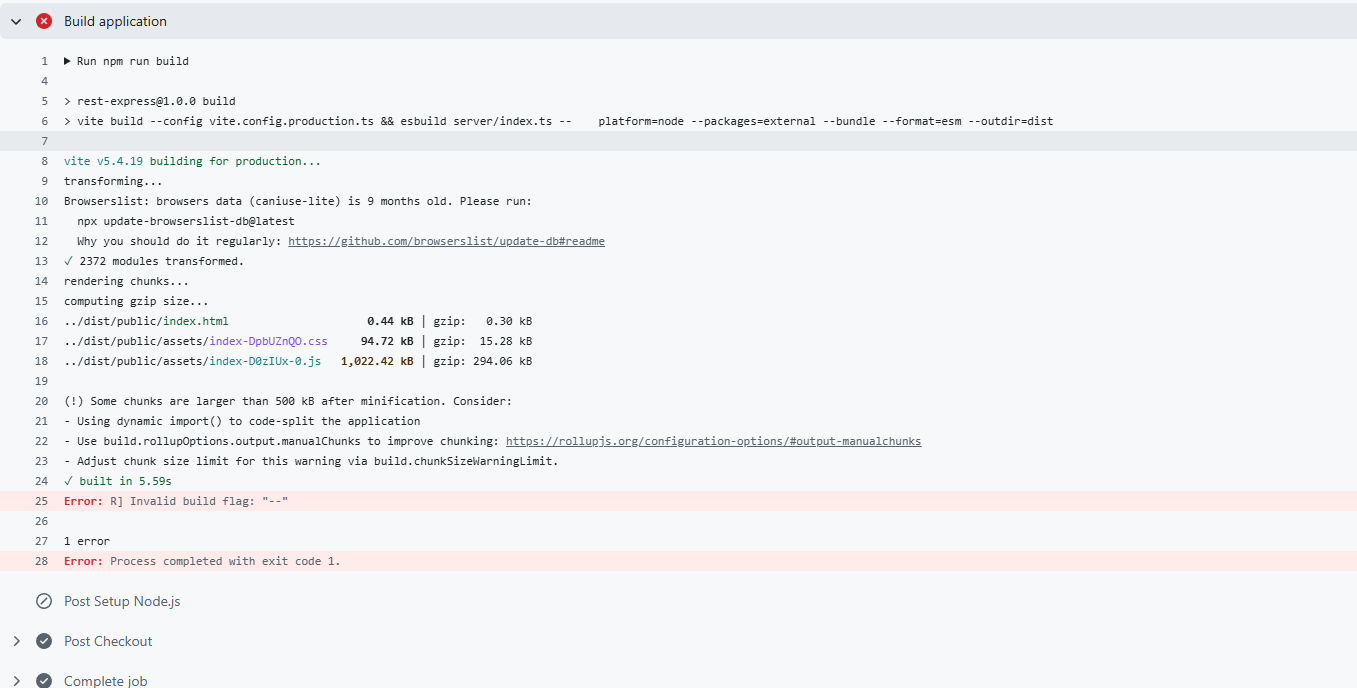 Build application
1 Run npm run build
4
5 > rest-express@1.0.0 build
6 > vite build --config vite.config.production.ts && esbuild server/index.ts --    platform=node --packages=external --bundle --format=esm --outdir=dist
7
8 vite v5.4.19 building for production...
9 transforming...
10 Browserslist: browsers data (caniuse-lite) is 9 months old. Please run:
11   npx update-browserslist-db@latest
12   Why you should do it regularly: https://github.com/browserslist/update-db#readme
13 ✓ 2372 modules transformed.
14 rendering chunks...
15 computing gzip size...
16 ../dist/public/index.html                     0.44 kB │ gzip:   0.30 kB
17 ../dist/public/assets/index-DpbUZnQO.css     94.72 kB │ gzip:  15.28 kB
18 ../dist/public/assets/index-D0zIUx-0.js   1,022.42 kB │ gzip: 294.06 kB
19
20 (!) Some chunks are larger than 500 kB after minification. Consider:
21 - Using dynamic import() to code-split the application
22 - Use build.rollupOptions.output.manualChunks to improve chunking: https://rollupjs.org/configuration-options/#output-manualchunks
23 - Adjust chunk size limit for this warning via build.chunkSizeWarningLimit.
24 ✓ built in 5.59s
25 Error: R] Invalid build flag: "--"
26
27 1 error
28 Error: Process completed with exit code 1.
Post Setup Node.js
Post Checkout
Complete job